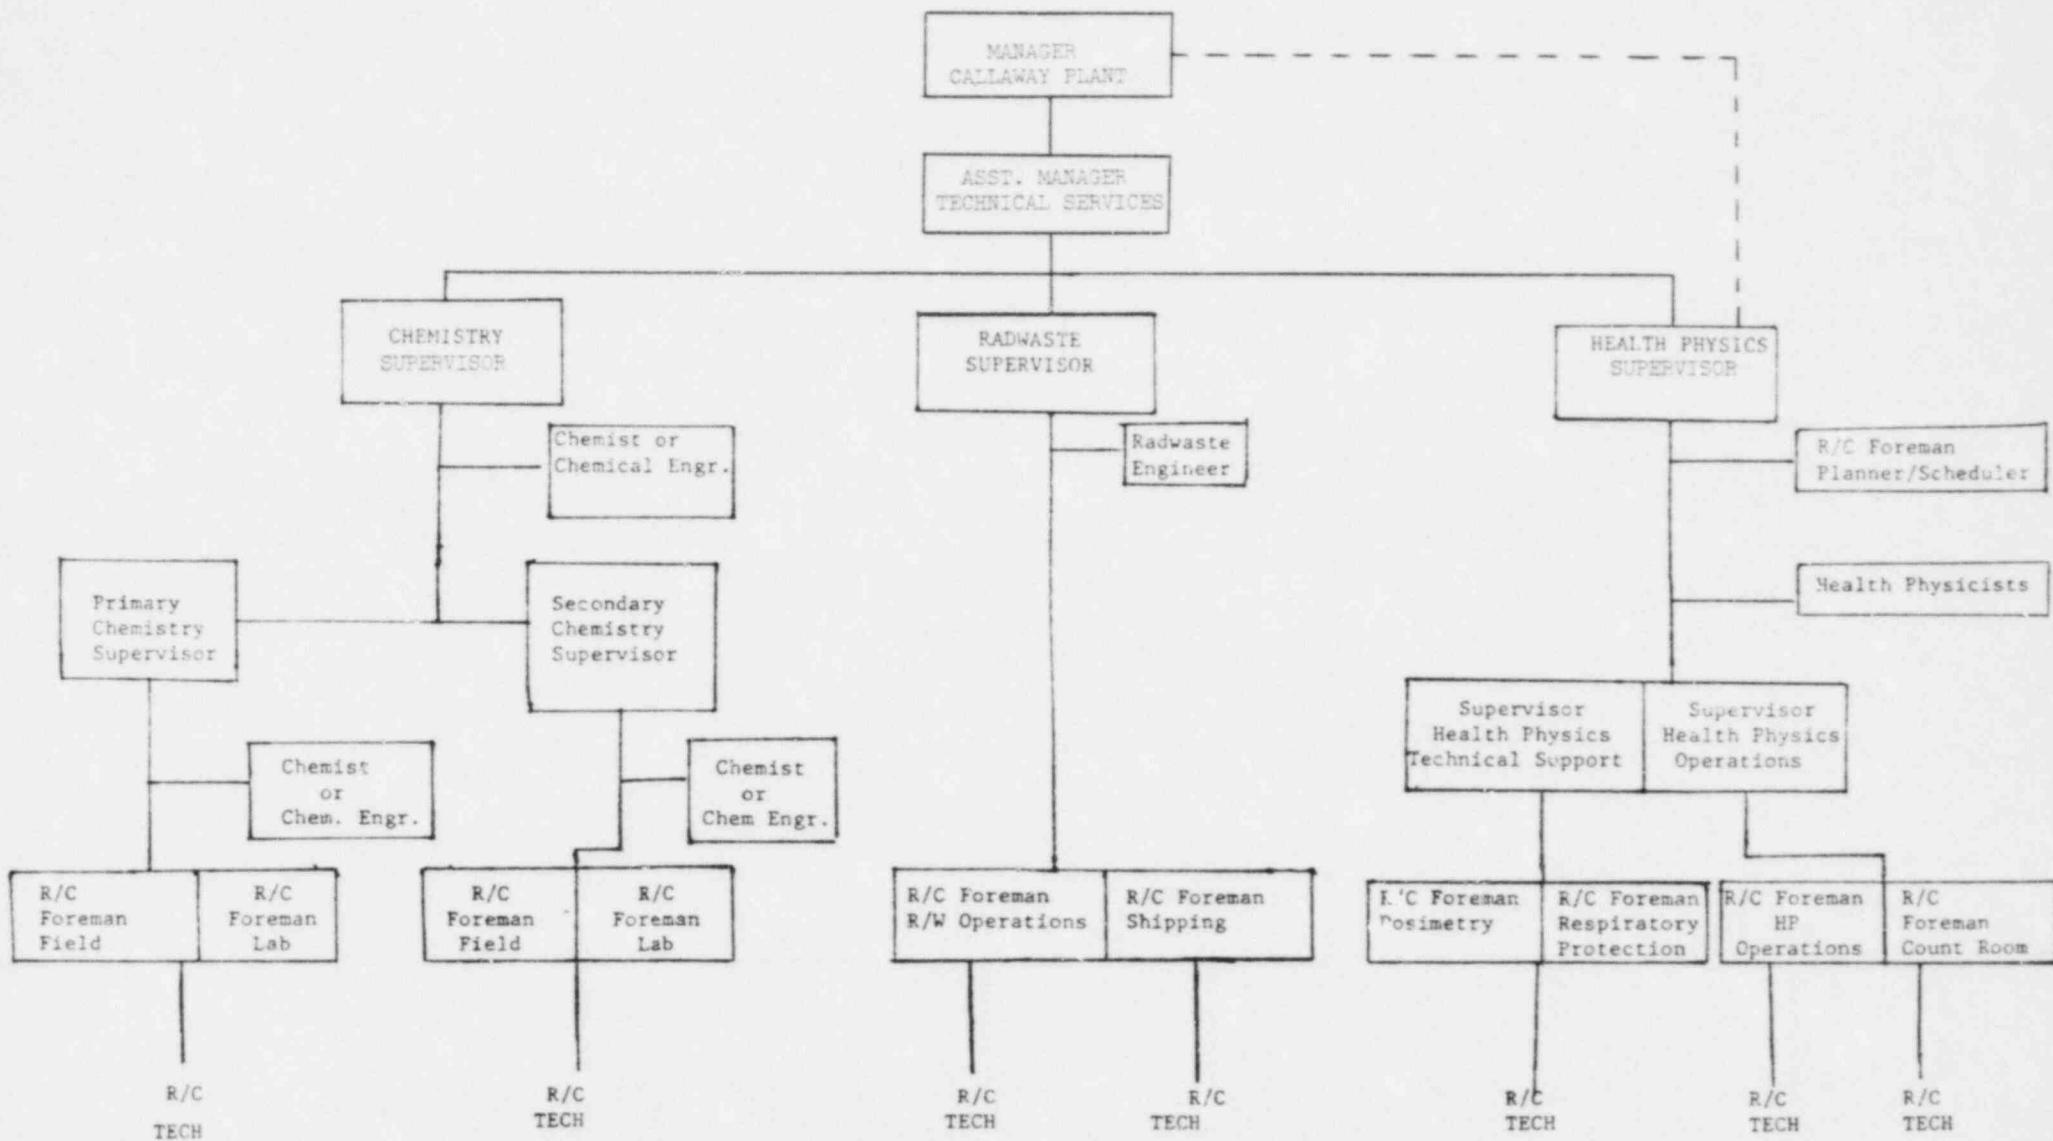 MANAGER
CALLAWAY PLANT
ASST. MANAGER
TECHNICAL SERVICES
CHEMISTRY
SUPERVISOR
RADWASTE
SUPERVISOR
HEALTH PHYSICS
SUPERVISOR
Chemist or
Chemical Engr.
Radwaste
Engineer
R/C Foreman
Planner/Scheduler
Primary
Chemistry
Supervisor
Secondary
Chemistry
Supervisor
Health Physicists
Supervisor
Health Physics
Technical Support
Supervisor
Health Physics
Operations
Chemist
or
Chem. Engr.
Chemist
or
Chem Engr.
R/C
Foreman
Field
R/C
Foreman
Lab
R/C
Foreman
Field
R/C
Foreman
Lab
R/C Foreman
R/W Operations
R/C Foreman
Shipping
R/C Foreman
Dosimetry
R/C Foreman
Respiratory
Protection
R/C Foreman
HP
Operations
R/C
Foreman
Count Room
R/C
TECH
R/C
TECH
R/C
TECH
R/C
TECH
R/C
TECH
R/C
TECH
R/C
TECH